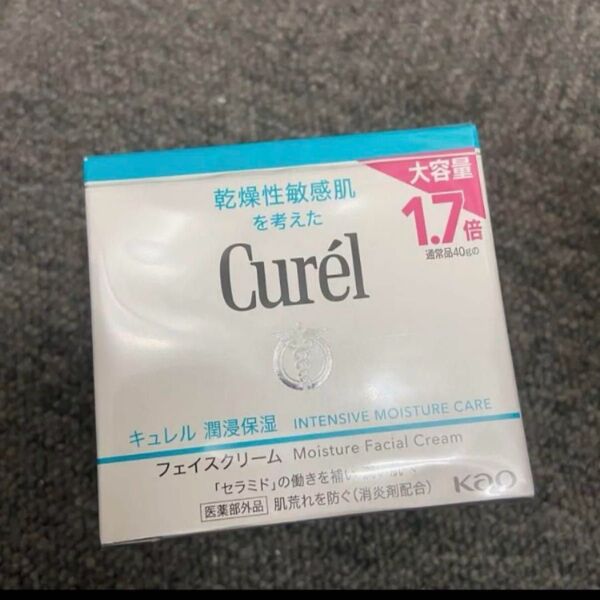 大容量
1.7倍
通常品40gの
乾燥性敏感肌
を考えた
Curél
キュレル 潤浸保湿 INTENSIVE MOISTURE CARE
フェイスクリーム Moisture Facial Cream
「セラミド」の働きを補い
医薬部外品 肌荒れを防ぐ(消炎剤配合)
Kao